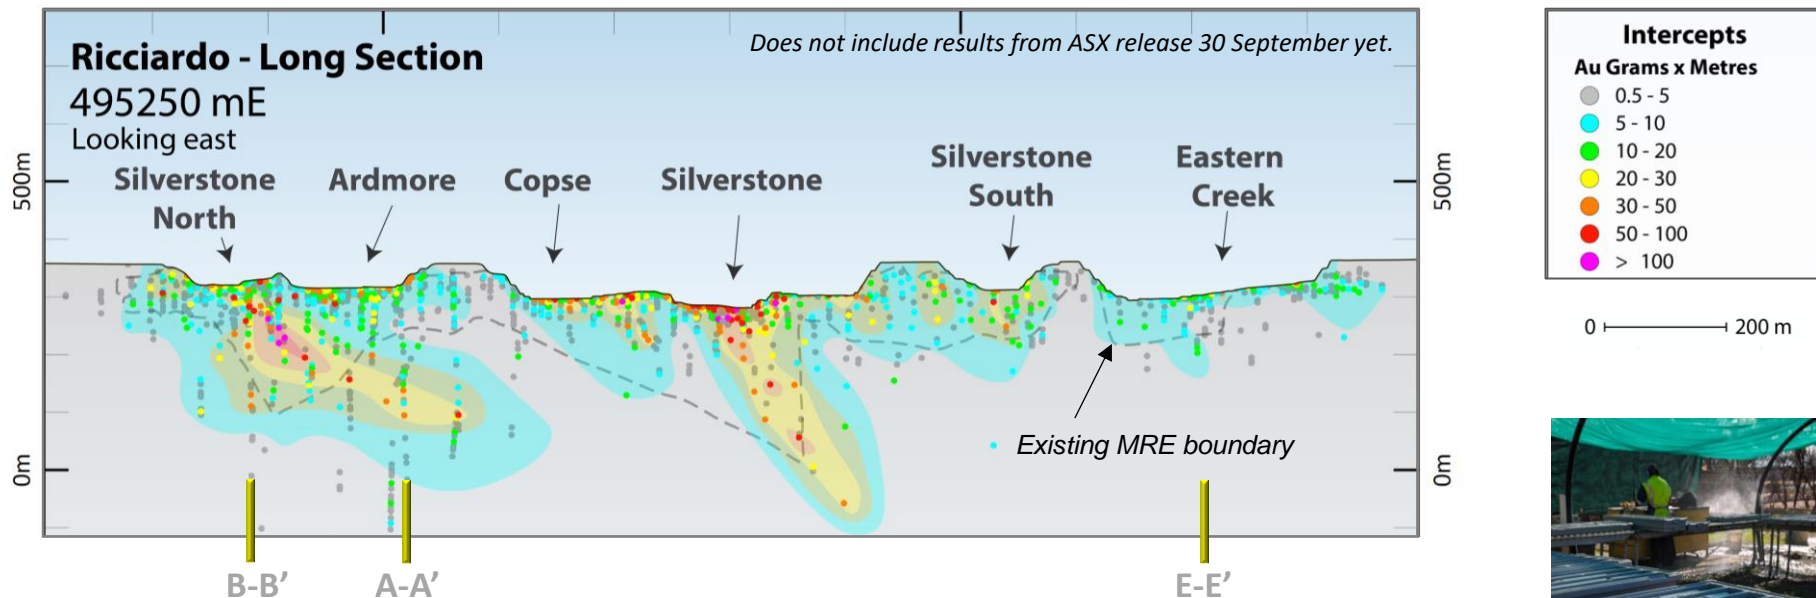 Ricciardo - Long Section
495250 mE
Looking east
Does not include results from ASX release 30 September yet.
Silverstone
North
Ardmore
Copse
Silverstone
Silverstone
South
Eastern
Creek
500m
0m
500m
0m
Existing MRE boundary
B-B’
A-A’
E-E’
Intercepts
Au Grams x Metres
0.5 - 5
5 - 10
10 - 20
20 - 30
30 - 50
50 - 100
> 100
0 200 m